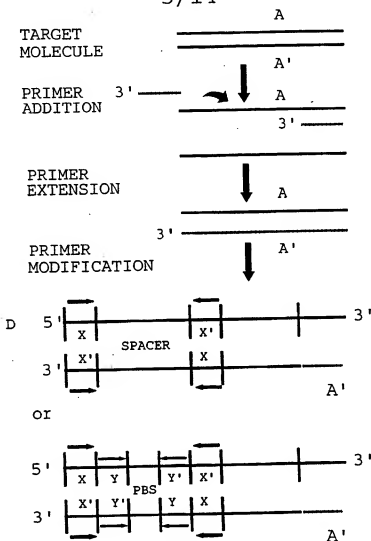 3/14
A
TARGET
MOLECULE
A'
PRIMER 3' A
ADDITION
3'
PRIMER
EXTENSION
A
3'
PRIMER A'
MODIFICATION
D 5' 3'
X X'
SPACER
X' X
3'
A'
or
5' 3'
X Y Y' X'
PBS
X' Y' Y X
3'
A'